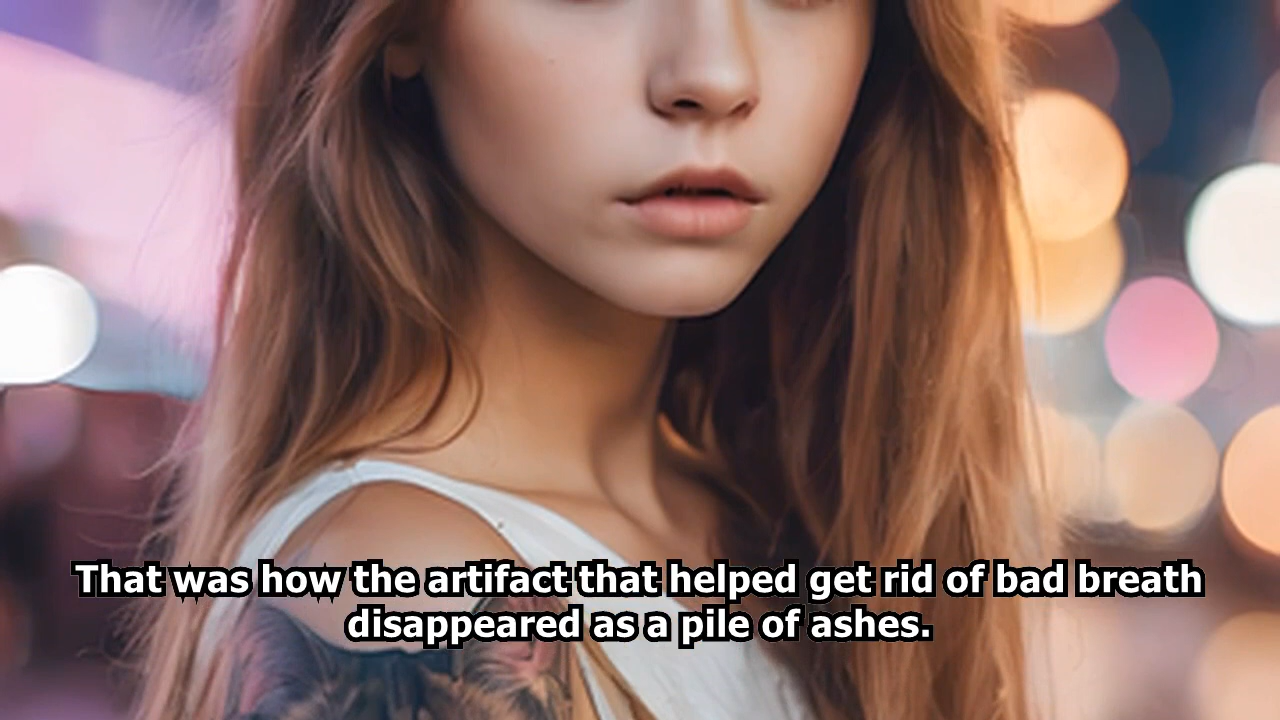 That was how the artifact that helped get rid of bad breath
disappeared as a pile of ashes.